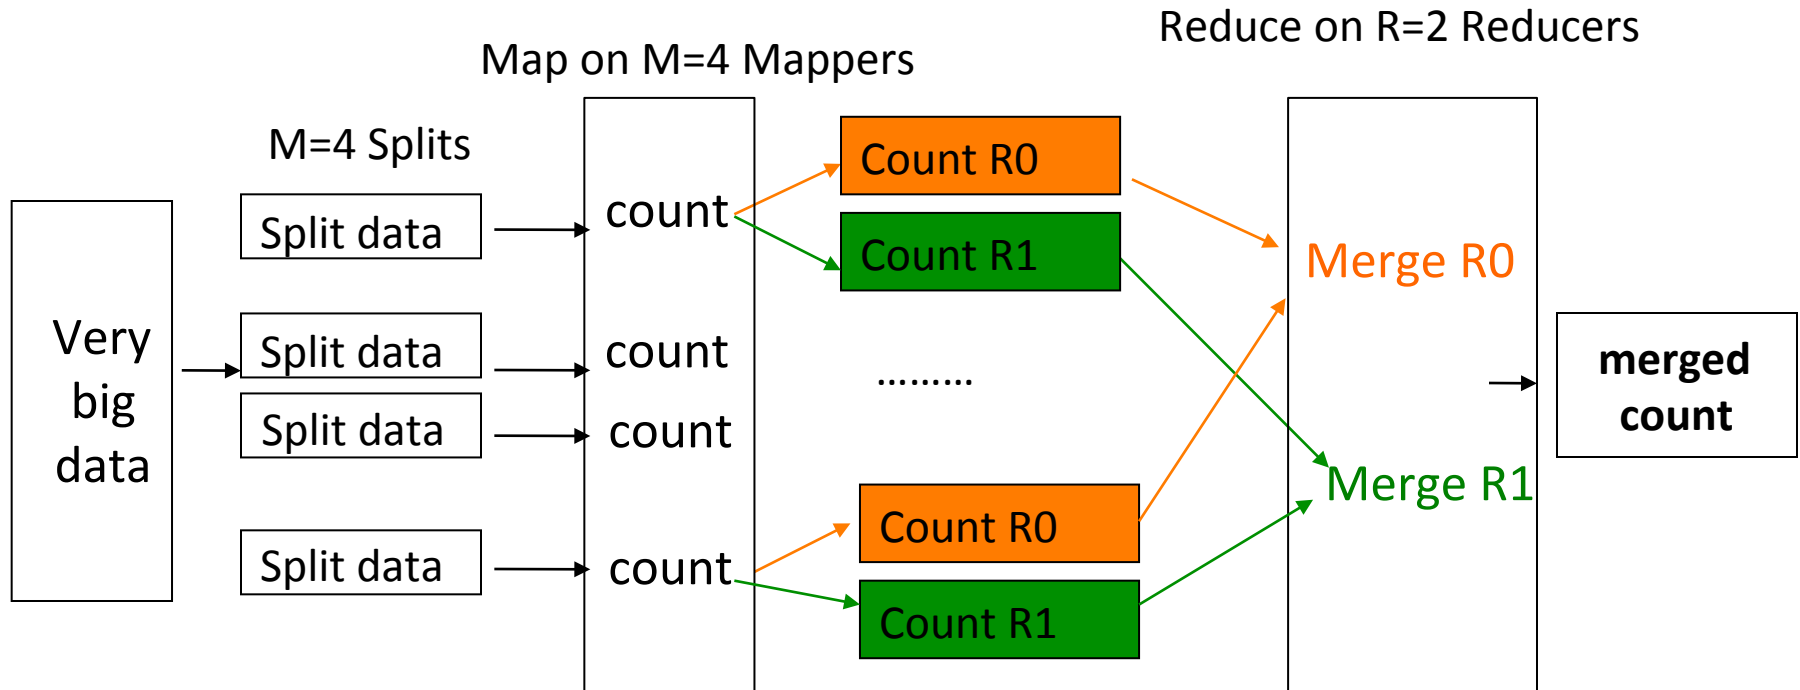 Reduce on R=2 Reducers
Map on M=4 Mappers
M=4 Splits
Very
big
data
Split data
Split data
Split data
Split data
count
count
count
count
Count R0
Count R1
………
Count R0
Count R1
Merge R0
Merge R1
merged
count